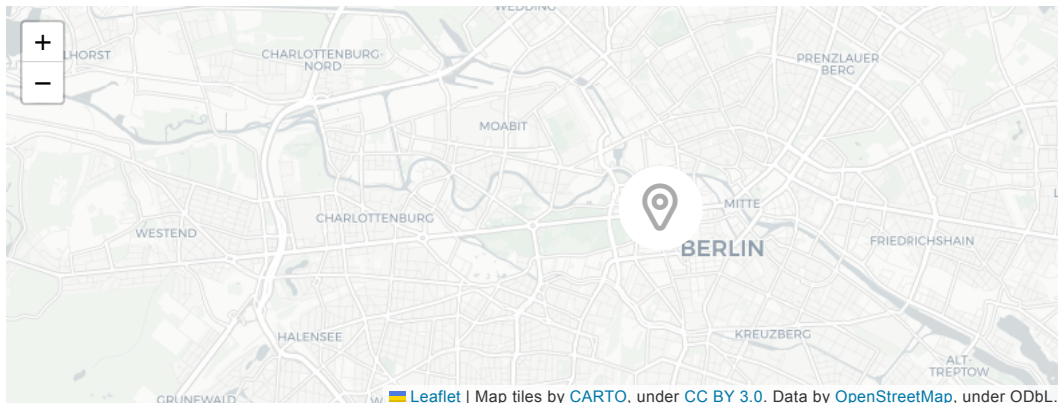 WEDDING
+
LHORST
CHARLOTTENBURG-
NORD
PRENZLAUER
BERG
−
MOABIT
MITTE
CHARLOTTENBURG
WESTEND
FRIEDRICHSHAIN
BERLIN
KREUZBERG
HALENSEE
ALT-
TREPTOW
GRUNEWALD
Leaflet | Map tiles by CARTO, under CC BY 3.0. Data by OpenStreetMap, under ODbL.